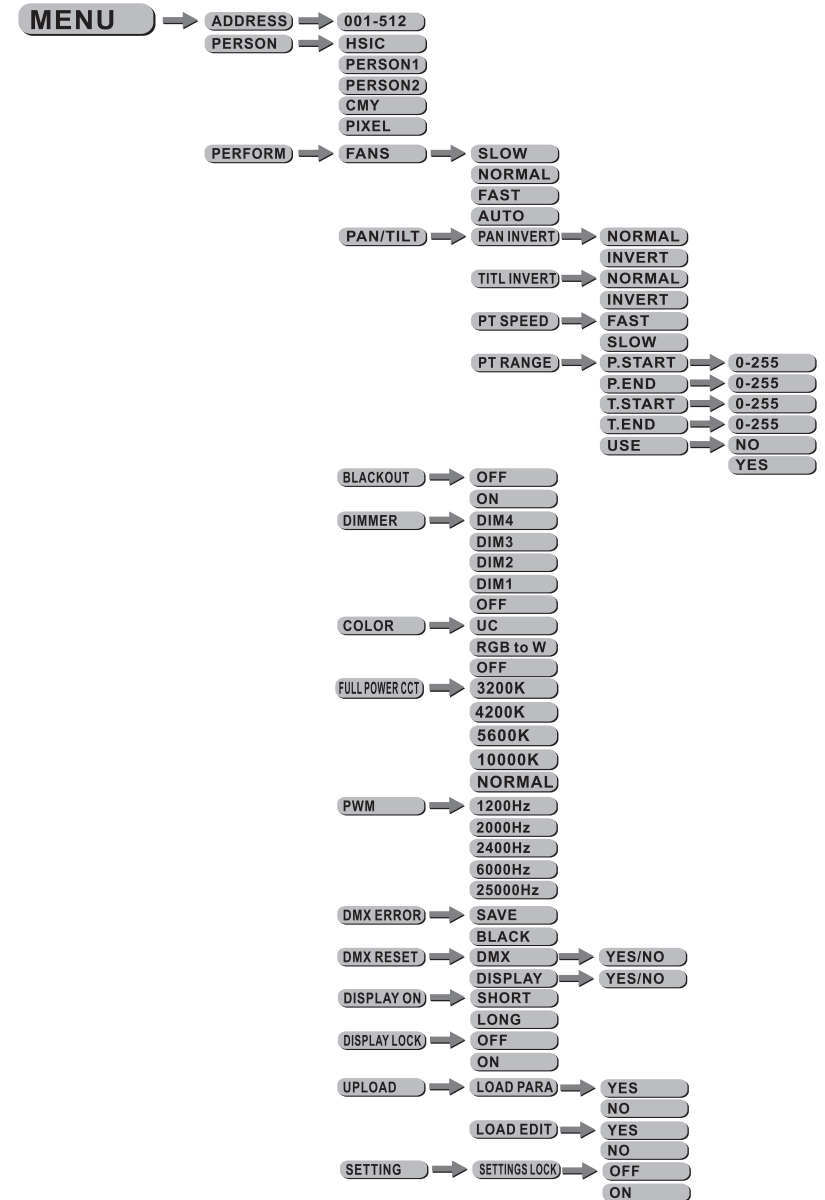 MENU ADDRESS 001-512
PERSON HSIC
PERSON1
PERSON2
CMY
PIXEL
PERFORM FANS SLOW
NORMAL
FAST
AUTO
PAN/TILT PAN INVERT NORMAL
INVERT
TITL INVERT NORMAL
INVERT
PT SPEED FAST
SLOW
PT RANGE P.START 0-255
P.END 0-255
T.START 0-255
T.END 0-255
USE NO
YES
BLACKOUT OFF
ON
DIMMER DIM4
DIM3
DIM2
DIM1
OFF
COLOR UC
RGB to W
OFF
FULL POWER CCT 3200K
4200K
5600K
10000K
NORMAL
PWM 1200Hz
2000Hz
2400Hz
6000Hz
25000Hz
DMX ERROR SAVE
BLACK
DMX RESET DMX YES/NO
DISPLAY YES/NO
DISPLAY ON SHORT
LONG
DISPLAY LOCK OFF
ON
UPLOAD LOAD PARA YES
NO
LOAD EDIT YES
NO
SETTING SETTINGS LOCK OFF
ON